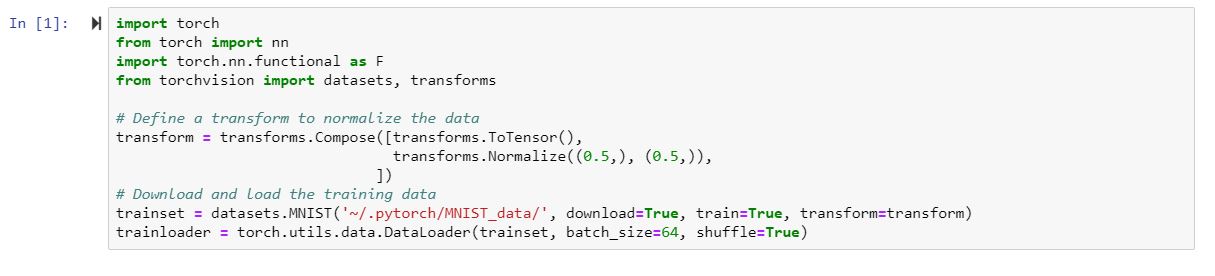 In [1]:
import torch
from torch import nn
import torch.nn.functional as F
from torchvision import datasets, transforms

# Define a transform to normalize the data
transform = transforms.Compose([transforms.ToTensor(),
                                transforms.Normalize((0.5,), (0.5,)),
                              ])
# Download and load the training data
trainset = datasets.MNIST('~/.pytorch/MNIST_data/', download=True, train=True, transform=transform)
trainloader = torch.utils.data.DataLoader(trainset, batch_size=64, shuffle=True)